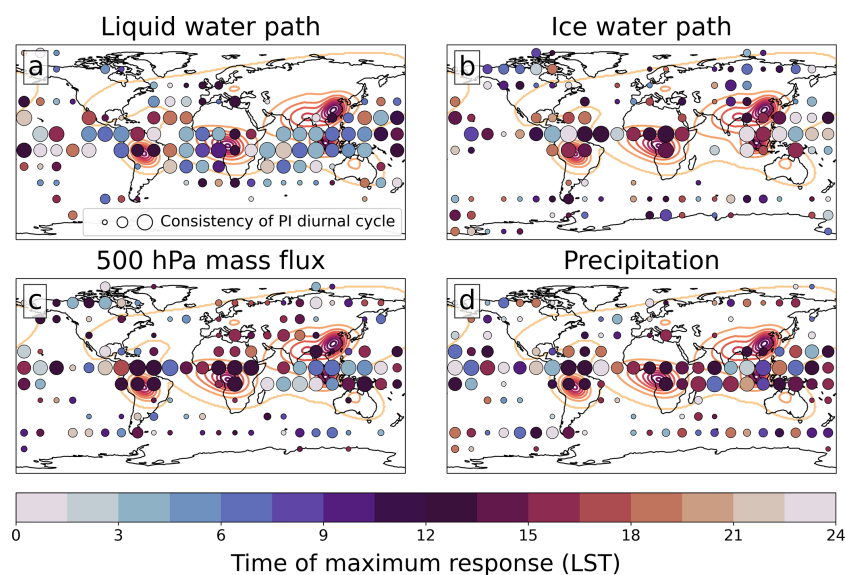 Liquid water path
Ice water path
a
b
Consistency of PI diurnal cycle
500 hPa mass flux
Precipitation
c
d
0 3 6 9 12 15 18 21 24
Time of maximum response (LST)